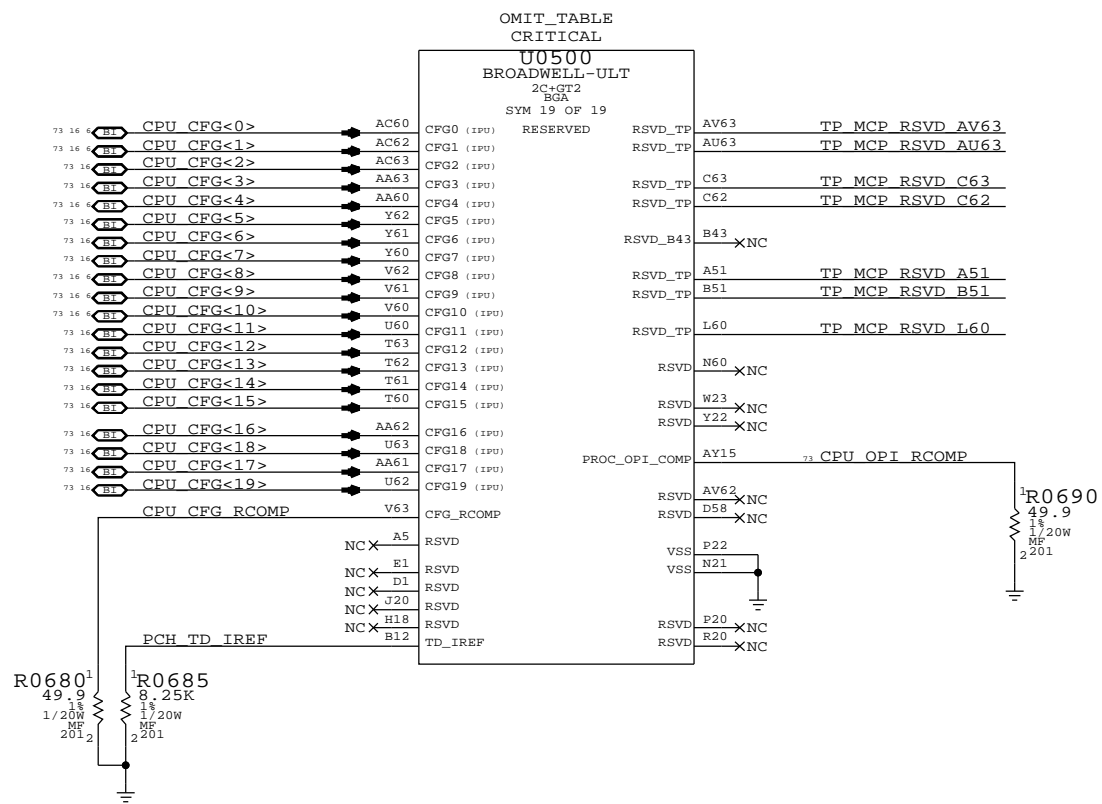 OMIT_TABLE
CRITICAL
U0500
BROADWELL-ULT
2C+GT2
BGA
SYM 19 OF 19
RESERVED
73 16 6 BI CPU_CFG<0> AC60 CFG0 (IPU)
73 16 6 BI CPU_CFG<1> AC62 CFG1 (IPU)
73 16 BI CPU_CFG<2> AC63 CFG2 (IPU)
73 16 6 BI CPU_CFG<3> AA63 CFG3 (IPU)
73 16 6 BI CPU_CFG<4> AA60 CFG4 (IPU)
73 16 BI CPU_CFG<5> Y62 CFG5 (IPU)
73 16 BI CPU_CFG<6> Y61 CFG6 (IPU)
73 16 BI CPU_CFG<7> Y60 CFG7 (IPU)
73 16 6 BI CPU_CFG<8> V62 CFG8 (IPU)
73 16 6 BI CPU_CFG<9> V61 CFG9 (IPU)
73 16 6 BI CPU_CFG<10> V60 CFG10 (IPU)
73 16 BI CPU_CFG<11> U60 CFG11 (IPU)
73 16 BI CPU_CFG<12> T63 CFG12 (IPU)
73 16 BI CPU_CFG<13> T62 CFG13 (IPU)
73 16 BI CPU_CFG<14> T61 CFG14 (IPU)
73 16 BI CPU_CFG<15> T60 CFG15 (IPU)
73 16 BI CPU_CFG<16> AA62 CFG16 (IPU)
73 16 BI CPU_CFG<18> U63 CFG18 (IPU)
73 16 BI CPU_CFG<17> AA61 CFG17 (IPU)
73 16 BI CPU_CFG<19> U62 CFG19 (IPU)
CPU_CFG_RCOMP V63 CFG_RCOMP
NC A5 RSVD
NC E1 RSVD
NC D1 RSVD
NC J20 RSVD
NC H18 RSVD
PCH_TD_IREF B12 TD_IREF
RSVD_TP AV63 TP_MCP_RSVD_AV63
RSVD_TP AU63 TP_MCP_RSVD_AU63
RSVD_TP C63 TP_MCP_RSVD_C63
RSVD_TP C62 TP_MCP_RSVD_C62
RSVD_B43 B43 NC
RSVD_TP A51 TP_MCP_RSVD_A51
RSVD_TP B51 TP_MCP_RSVD_B51
RSVD_TP L60 TP_MCP_RSVD_L60
RSVD N60 NC
RSVD W23 NC
RSVD Y22 NC
PROC_OPI_COMP AY15 73 CPU_OPI_RCOMP
RSVD AV62 NC
RSVD D58 NC
VSS P22
VSS N21
RSVD P20 NC
RSVD R20 NC
1 R0690
49.9
1%
1/20W
MF
2 201
R0680 1
49.9
1%
1/20W
MF
201 2
1 R0685
8.25K
1%
1/20W
MF
2 201